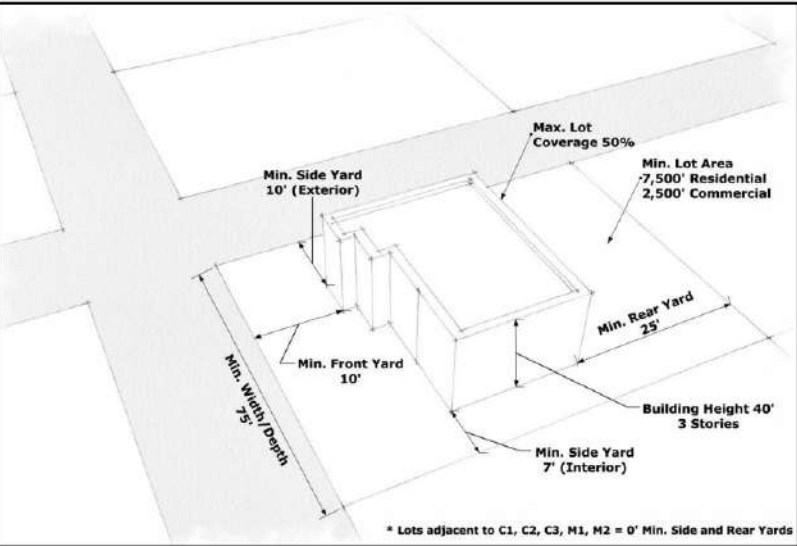 Max. Lot
Coverage 50%
Min. Lot Area
7,500' Residential
2,500' Commercial
Min. Side Yard
10' (Exterior)
Min. Rear Yard
25'
Min. Front Yard
10'
Min. Width/Depth
75'
Building Height 40'
3 Stories
Min. Side Yard
7' (Interior)
* Lots adjacent to C1, C2, C3, M1, M2 = 0' Min. Side and Rear Yards